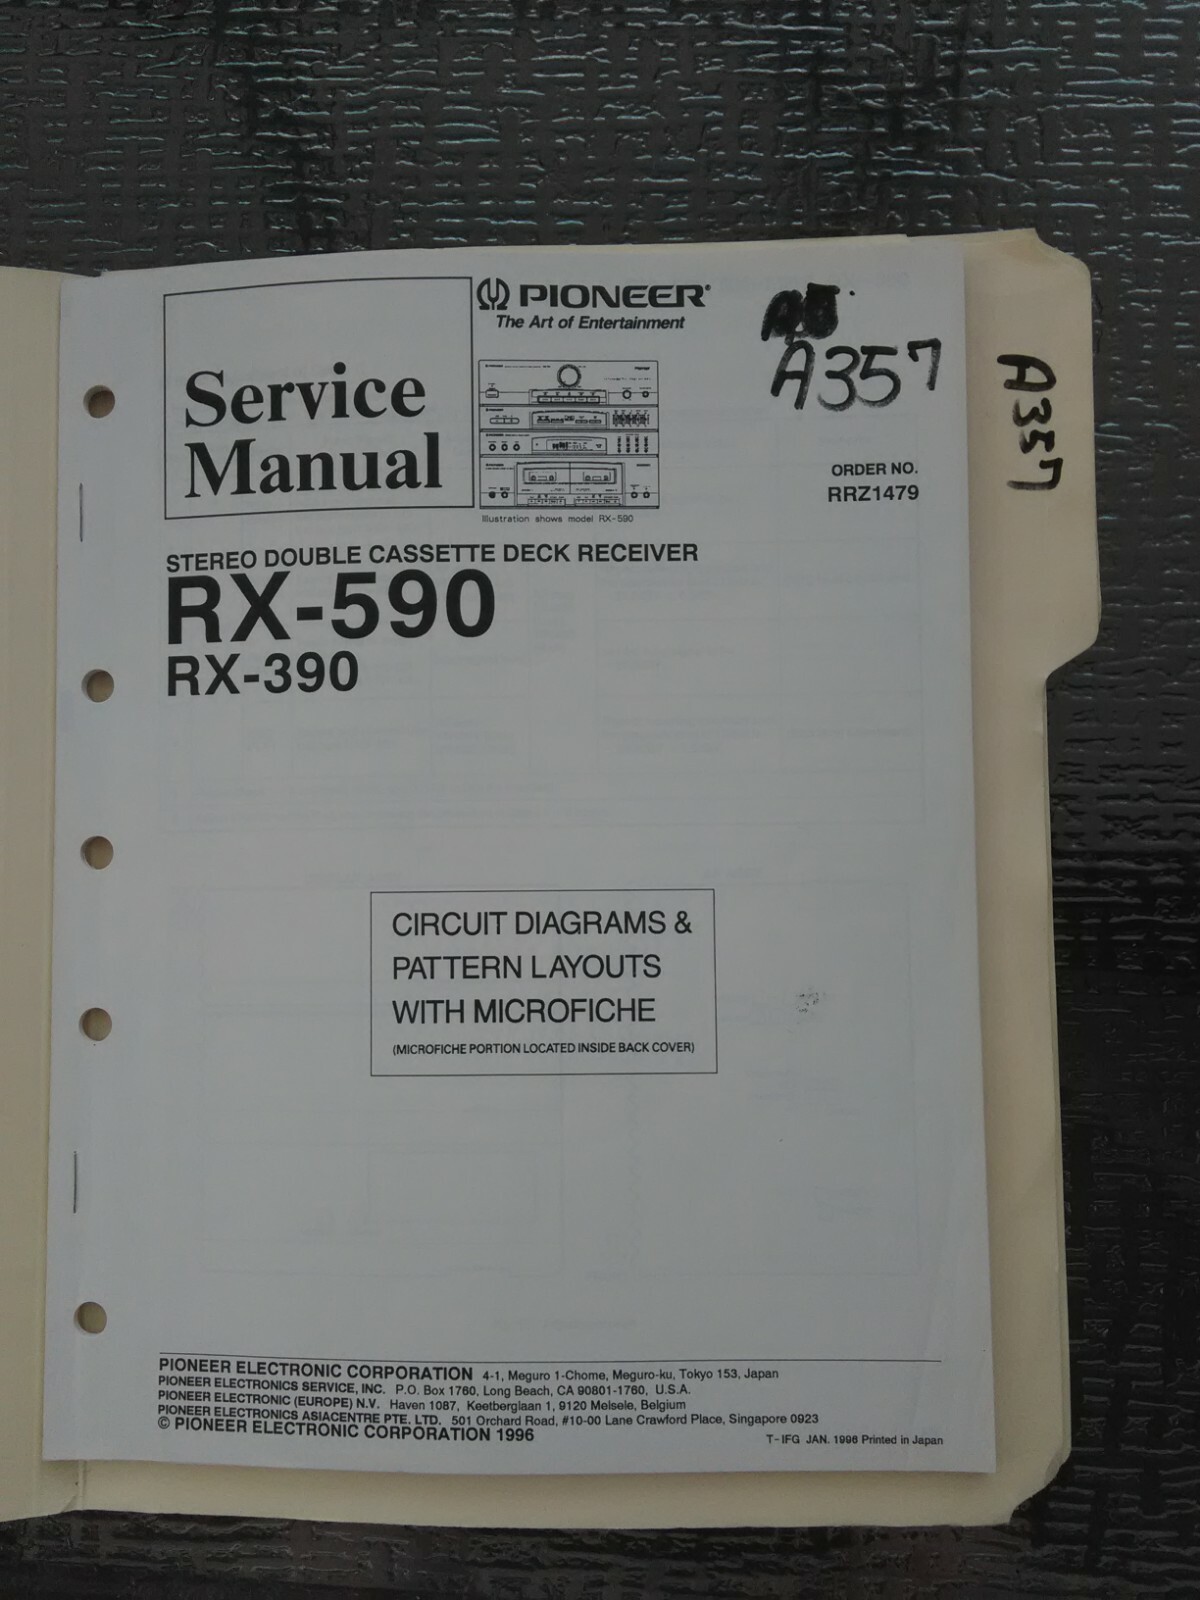 PIONEER®
The Art of Entertainment
Service
Manual
A357
A357
ORDER NO.
RRZ1479
Illustration shows model RX-590
STEREO DOUBLE CASSETTE DECK RECEIVER
RX-590
RX-390
CIRCUIT DIAGRAMS &
PATTERN LAYOUTS
WITH MICROFICHE
(MICROFICHE PORTION LOCATED INSIDE BACK COVER)
PIONEER ELECTRONIC CORPORATION 4-1, Meguro 1-Chome, Meguro-ku, Tokyo 153, Japan
PIONEER ELECTRONICS SERVICE, INC. P.O. Box 1760, Long Beach, CA 90801-1760, U.S.A.
PIONEER ELECTRONIC (EUROPE) N.V. Haven 1087, Keetberglaan 1, 9120 Melsele, Belgium
PIONEER ELECTRONICS ASIACENTRE PTE. LTD. 501 Orchard Road, #10-00 Lane Crawford Place, Singapore 0923
© PIONEER ELECTRONIC CORPORATION 1996
T-IFG JAN. 1996 Printed in Japan